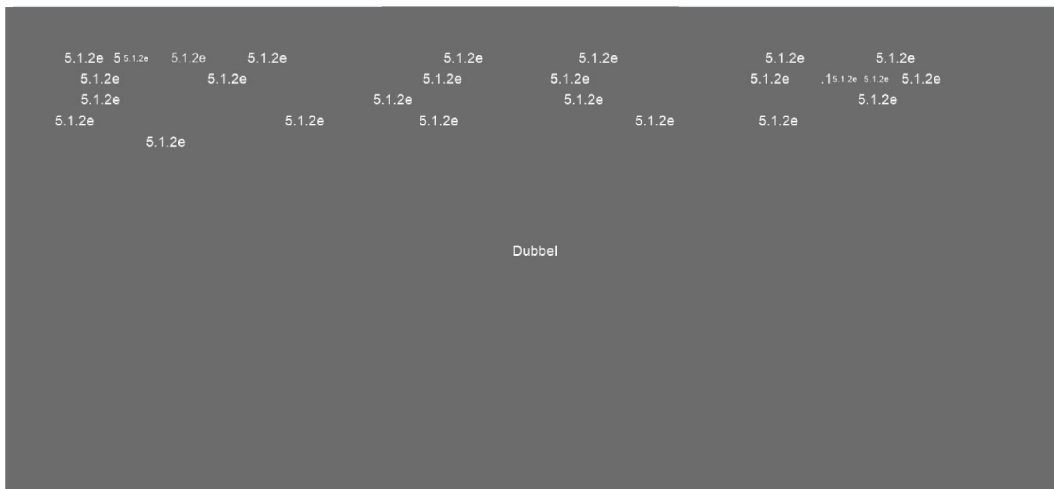 5.1.2e 5 5.1.2e 5.1.2e 5.1.2e 5.1.2e 5.1.2e 5.1.2e 5.1.2e
5.1.2e 5.1.2e 5.1.2e 5.1.2e 5.1.2e .1 5.1.2e 5.1.2e 5.1.2e
5.1.2e 5.1.2e 5.1.2e 5.1.2e
5.1.2e 5.1.2e 5.1.2e 5.1.2e 5.1.2e
5.1.2e
Dubbel